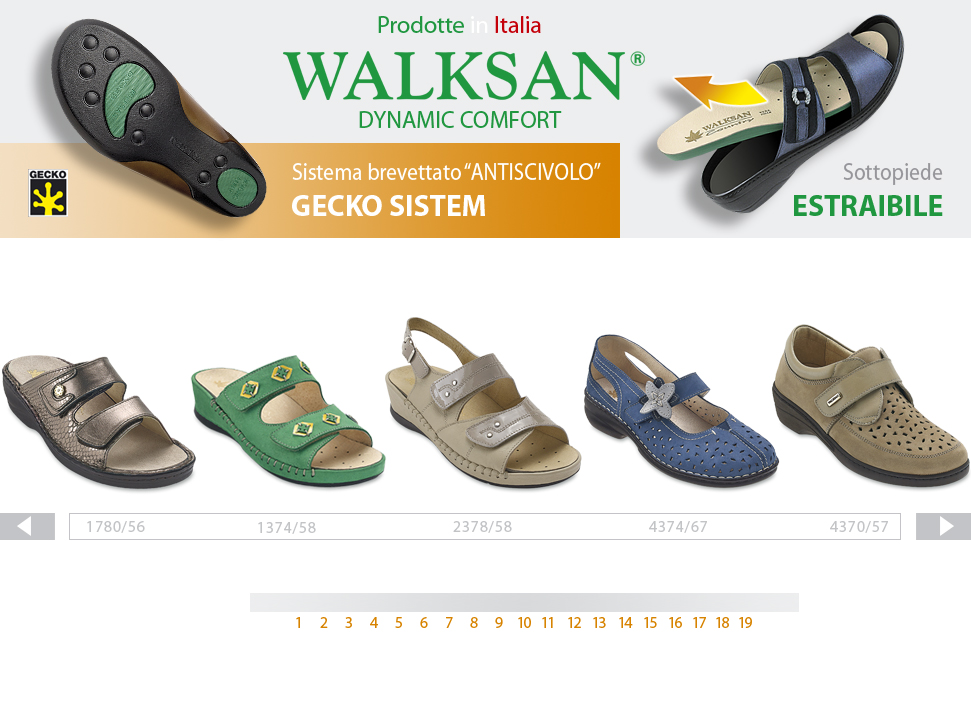 Prodotte in Italia
WALKSAN®
DYNAMIC COMFORT
WALKSAN
Country
GECKO
Sistema brevettato “ANTISCIVOLO”
GECKO SISTEM
Sottopiede
ESTRAIBILE
1780/56
1374/58
2378/58
4374/67
4370/57
1 2 3 4 5 6 7 8 9 10 11 12 13 14 15 16 17 18 19